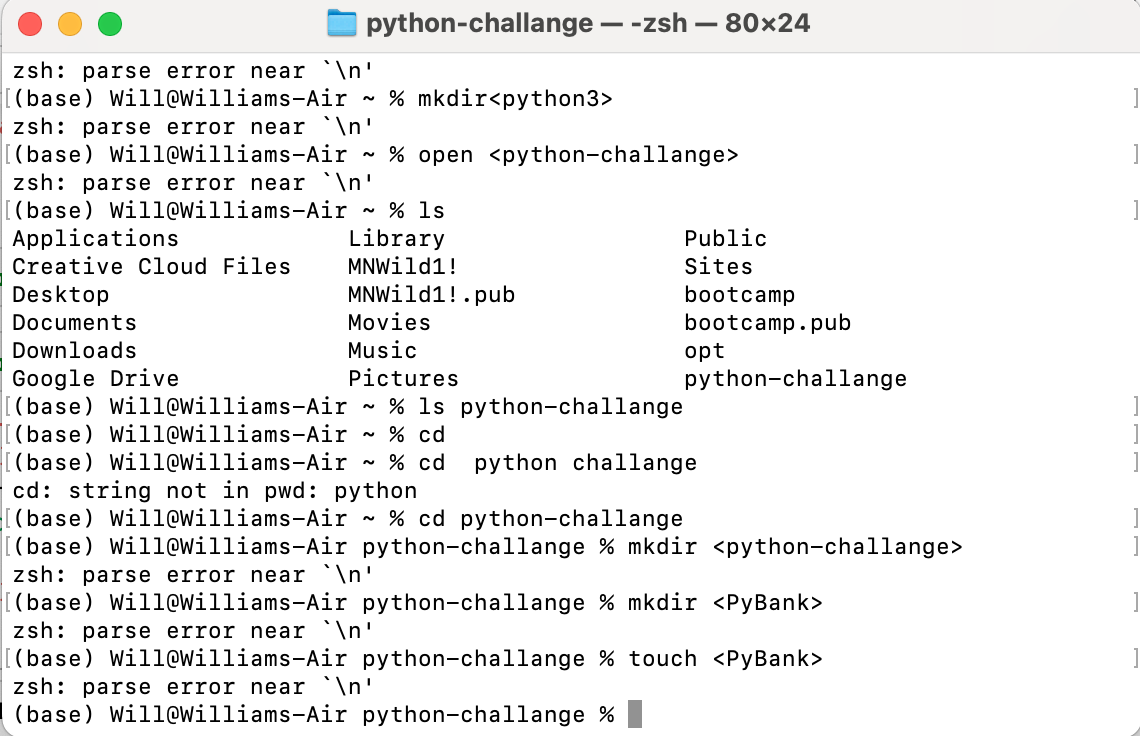 python-challange — -zsh — 80×24
zsh: parse error near `\n'
[(base) Will@Williams-Air ~ % mkdir<python3> ]
zsh: parse error near `\n'
[(base) Will@Williams-Air ~ % open <python-challange> ]
zsh: parse error near `\n'
[(base) Will@Williams-Air ~ % ls ]
Applications Library Public
Creative Cloud Files MNWild1! Sites
Desktop MNWild1!.pub bootcamp
Documents Movies bootcamp.pub
Downloads Music opt
Google Drive Pictures python-challange
[(base) Will@Williams-Air ~ % ls python-challange ]
[(base) Will@Williams-Air ~ % cd ]
[(base) Will@Williams-Air ~ % cd  python challange ]
cd: string not in pwd: python
[(base) Will@Williams-Air ~ % cd python-challange ]
[(base) Will@Williams-Air python-challange % mkdir <python-challange> ]
zsh: parse error near `\n'
[(base) Will@Williams-Air python-challange % mkdir <PyBank> ]
zsh: parse error near `\n'
[(base) Will@Williams-Air python-challange % touch <PyBank> ]
zsh: parse error near `\n'
(base) Will@Williams-Air python-challange %